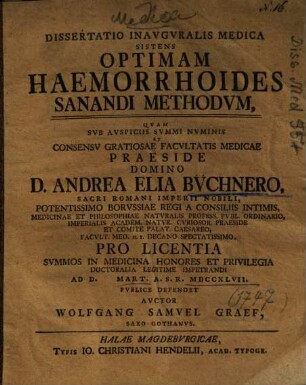 Medica
N. 16.
DISSERTATIO INAVGVRALIS MEDICA
SISTENS
OPTIMAM
HAEMORRHOIDES
SANANDI METHODVM,
QVAM
SVB AVSPICIIS SVMMI NVMINIS
ET
CONSENSV GRATIOSAE FACVLTATIS MEDICAE
PRAESIDE
DOMINO
D. ANDREA ELIA BVCHNERO,
SACRI ROMANI IMPERII NOBILI,
POTENTISSIMO BORVSSIAE REGI A CONSILIIS INTIMIS,
MEDICINAE ET PHILOSOPHIAE NATVRALIS PROFESS. PVBL. ORDINARIO,
IMPERIALIS ACADEM. NATVR. CVRIOSOR. PRAESIDE
ET COMITE PALAT. CAESAREO,
FACVLT. MED. H. T. DECANO SPECTATISSIMO,
PRO LICENTIA
SVMMOS IN MEDICINA HONORES ET PRIVILEGIA
DOCTORALIA LEGITIME IMPETRANDI
AD D. MART. A. S. R. MDCCXLVII.
PVBLICE DEFENDET
(1747)
AVCTOR
WOLFGANG SAMVEL GRAEF,
SAXO-GOTHANVS.
HALAE MAGDEBVRGICAE,
TYPIS IO. CHRISTIANI HENDELII, ACAD. TYPOGR.